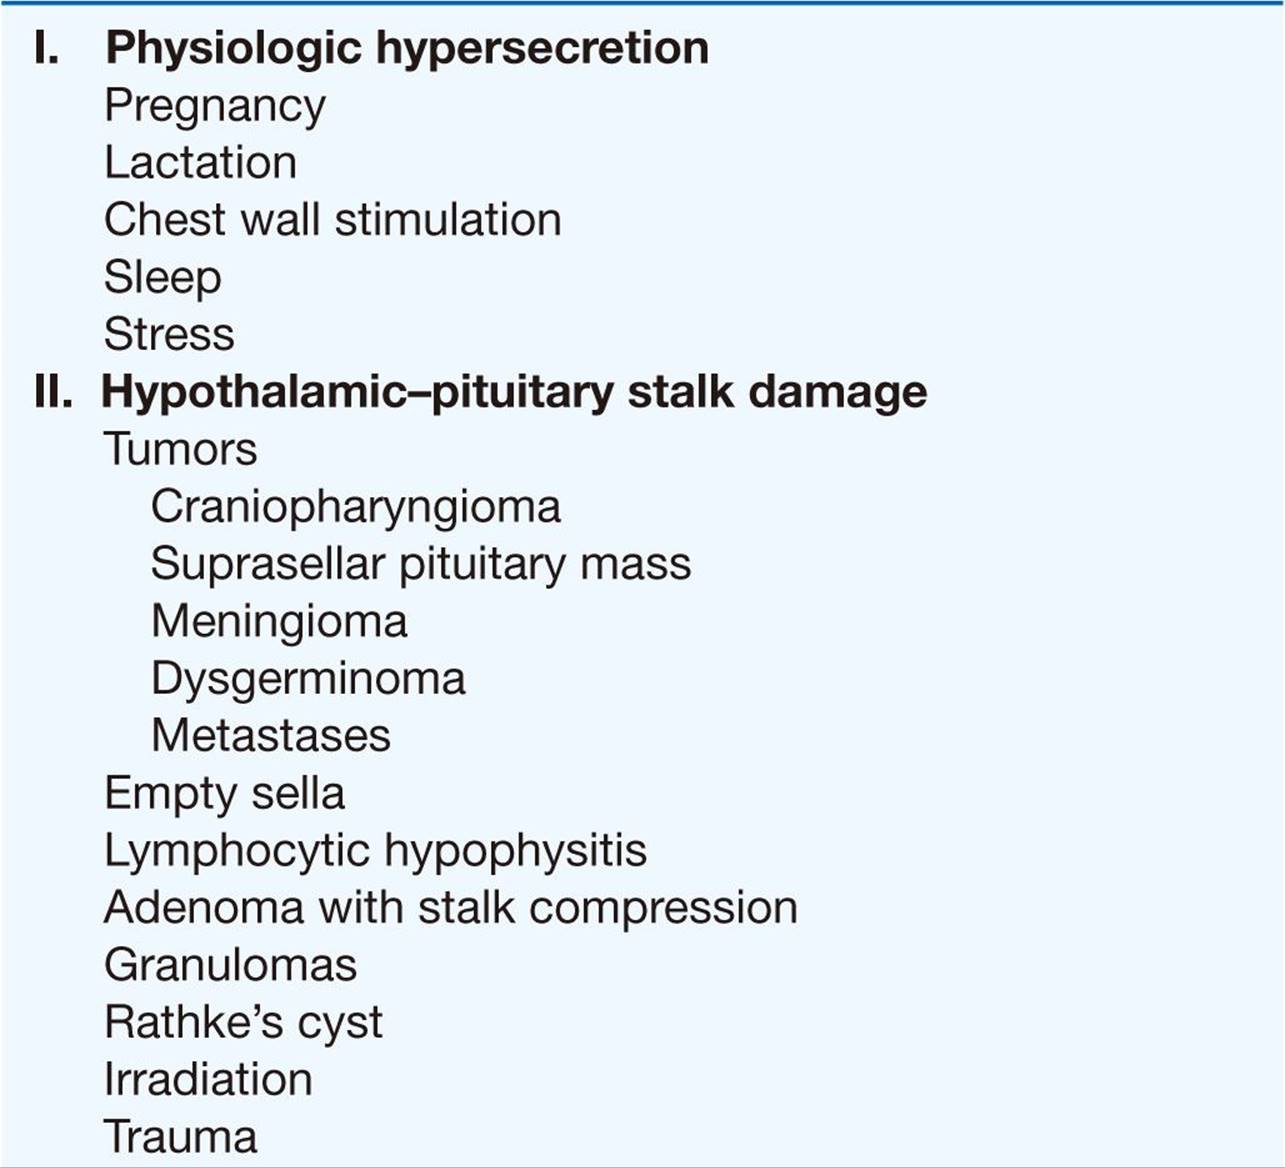 I. Physiologic hypersecretion
Pregnancy
Lactation
Chest wall stimulation
Sleep
Stress
II. Hypothalamic–pituitary stalk damage
Tumors
Craniopharyngioma
Suprasellar pituitary mass
Meningioma
Dysgerminoma
Metastases
Empty sella
Lymphocytic hypophysitis
Adenoma with stalk compression
Granulomas
Rathke’s cyst
Irradiation
Trauma